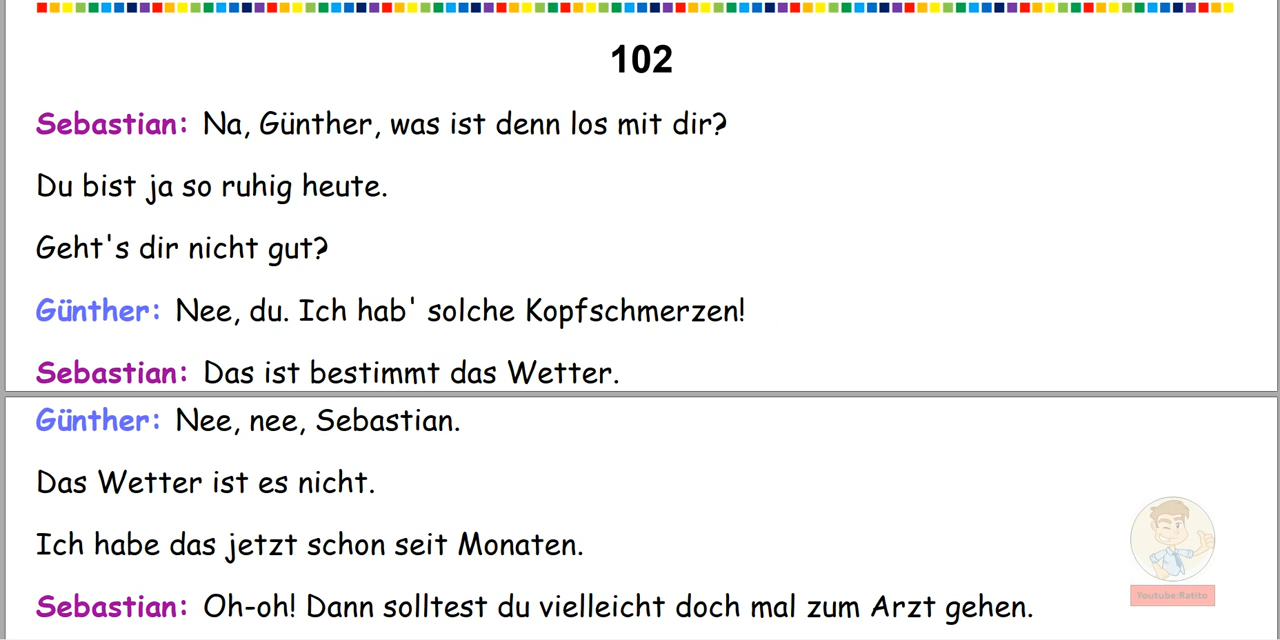 102
Sebastian: Na, Günther, was ist denn los mit dir?
Du bist ja so ruhig heute.
Geht's dir nicht gut?
Günther: Nee, du. Ich hab' solche Kopfschmerzen!
Sebastian: Das ist bestimmt das Wetter.
Günther: Nee, nee, Sebastian.
Das Wetter ist es nicht.
Ich habe das jetzt schon seit Monaten.
Sebastian: Oh-oh! Dann solltest du vielleicht doch mal zum Arzt gehen.
Youtube:Ratito